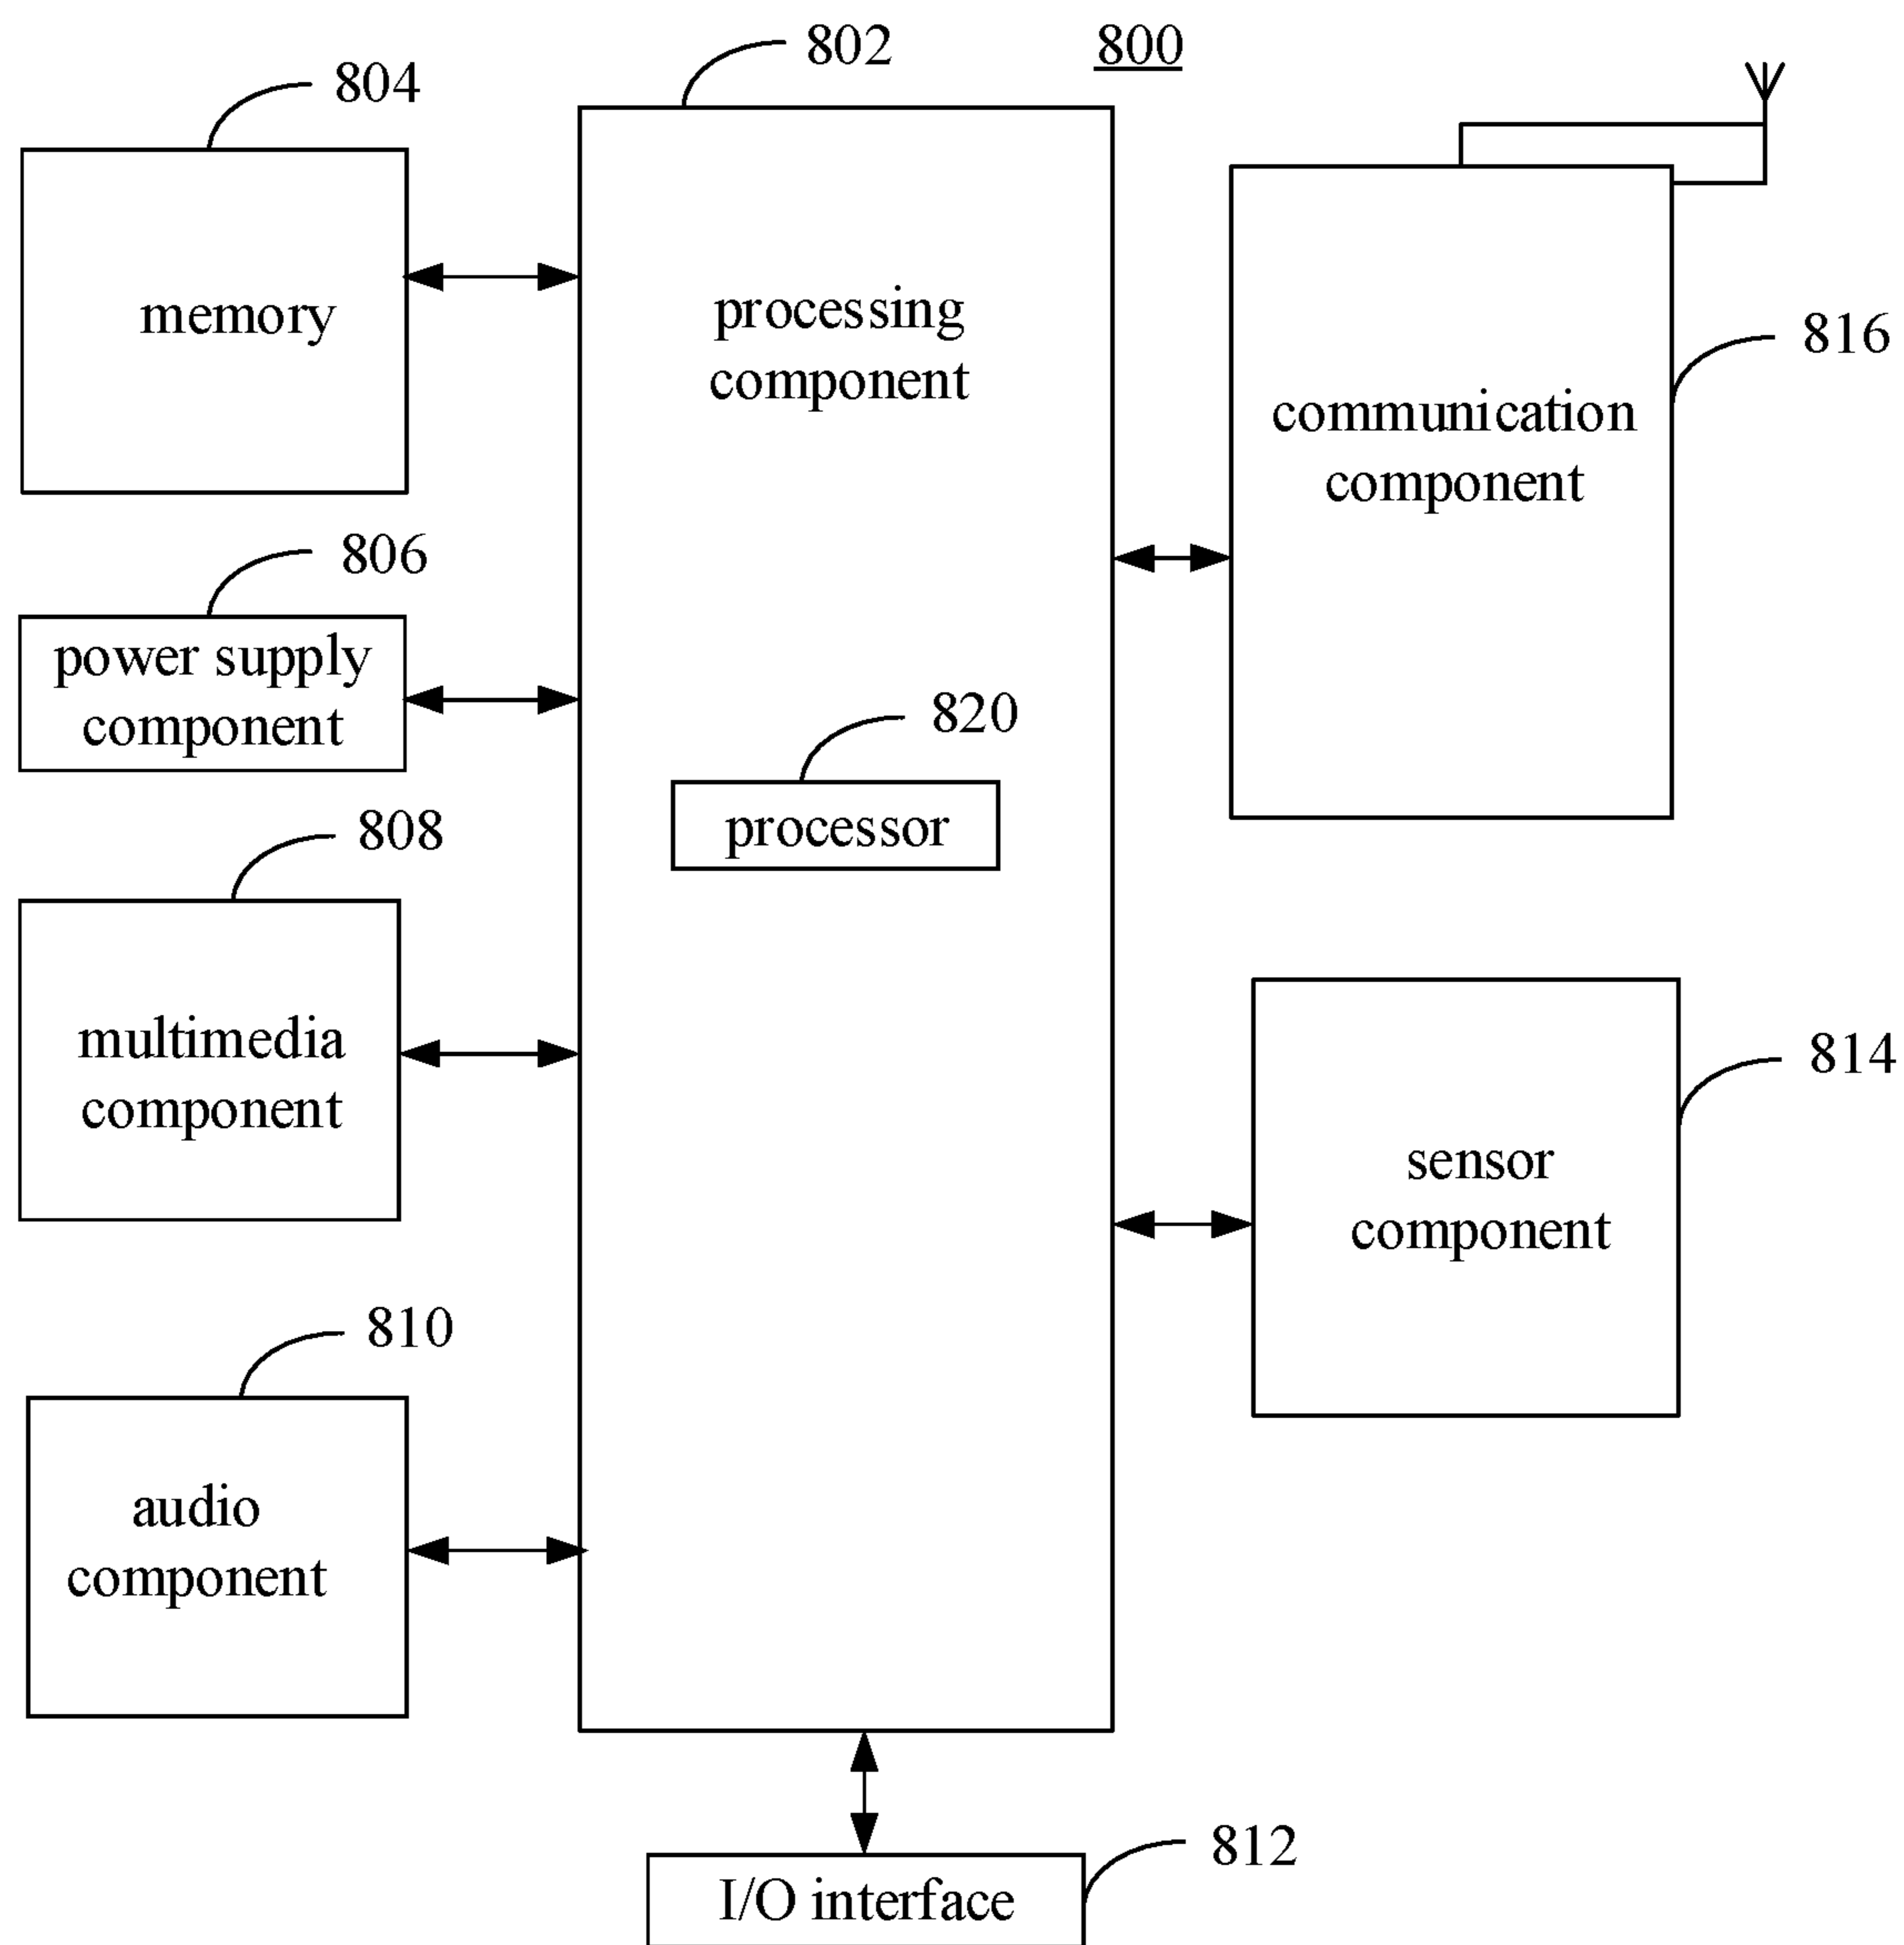 802
800
804
memory
processing
component
communication
component
816
806
power supply
component
820
processor
808
multimedia
component
814
sensor
component
810
audio
component
812
I/O interface